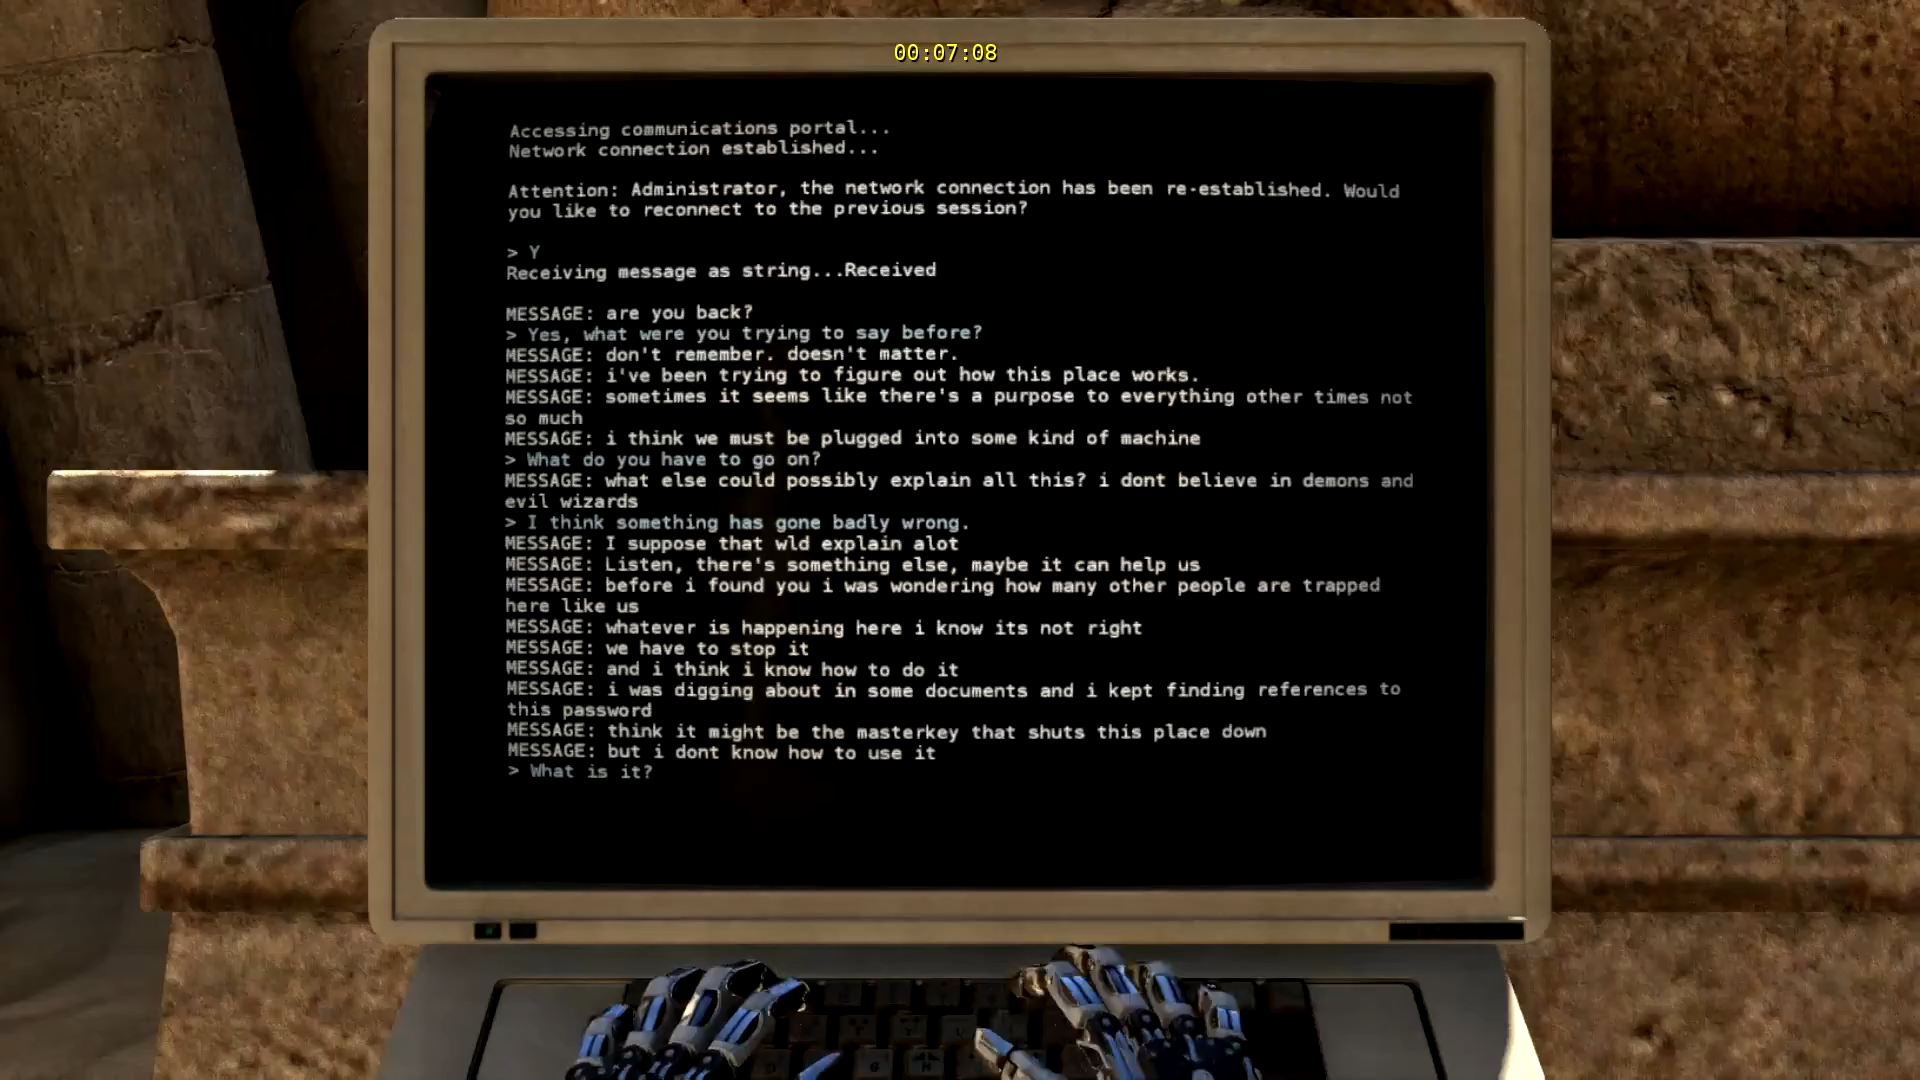 00:07:08
Accessing communications portal...
Network connection established...
Attention: Administrator, the network connection has been re-established. Would
you like to reconnect to the previous session?
> Y
Receiving message as string...Received
MESSAGE: are you back?
> Yes, what were you trying to say before?
MESSAGE: don't remember. doesn't matter.
MESSAGE: i've been trying to figure out how this place works.
MESSAGE: sometimes it seems like there's a purpose to everything other times not
so much
MESSAGE: i think we must be plugged into some kind of machine
> What do you have to go on?
MESSAGE: what else could possibly explain all this? i dont believe in demons and
evil wizards
> I think something has gone badly wrong.
MESSAGE: I suppose that wld explain alot
MESSAGE: Listen, there's something else, maybe it can help us
MESSAGE: before i found you i was wondering how many other people are trapped
here like us
MESSAGE: whatever is happening here i know its not right
MESSAGE: we have to stop it
MESSAGE: and i think i know how to do it
MESSAGE: i was digging about in some documents and i kept finding references to
this password
MESSAGE: think it might be the masterkey that shuts this place down
MESSAGE: but i dont know how to use it
> What is it?